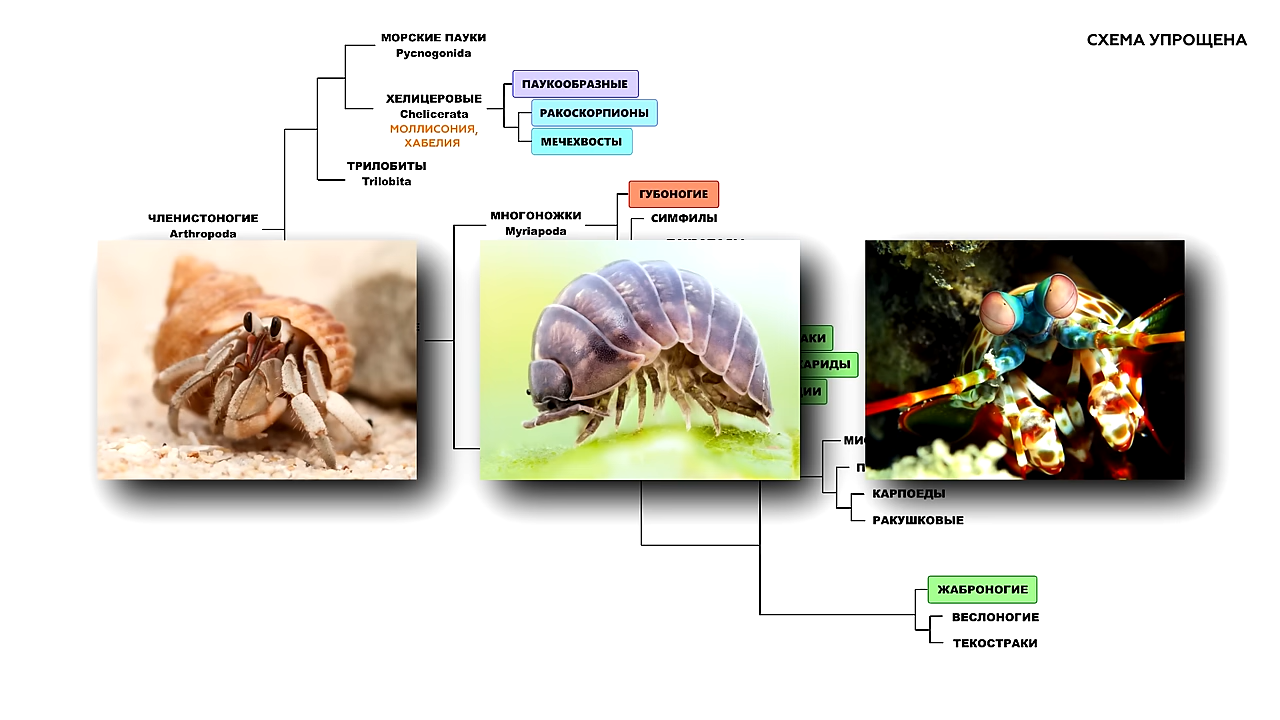 СХЕМА УПРОЩЕНА
МОРСКИЕ ПАУКИ
Pycnogonida
ХЕЛИЦЕРОВЫЕ
Chelicerata
МОЛЛИСОНИЯ,
ХАБЕЛИЯ
ПАУКООБРАЗНЫЕ
РАКОСКОРПИОНЫ
МЕЧЕХВОСТЫ
ТРИЛОБИТЫ
Trilobita
ЧЛЕНИСТОНОГИЕ
Arthropoda
МНОГОНОЖКИ
Myriapoda
ГУБОНОГИЕ
СИМФИЛЫ
КАРПОЕДЫ
РАКУШКОВЫЕ
ЖАБРОНОГИЕ
ВЕСЛОНОГИЕ
ТЕКОСТРАКИ